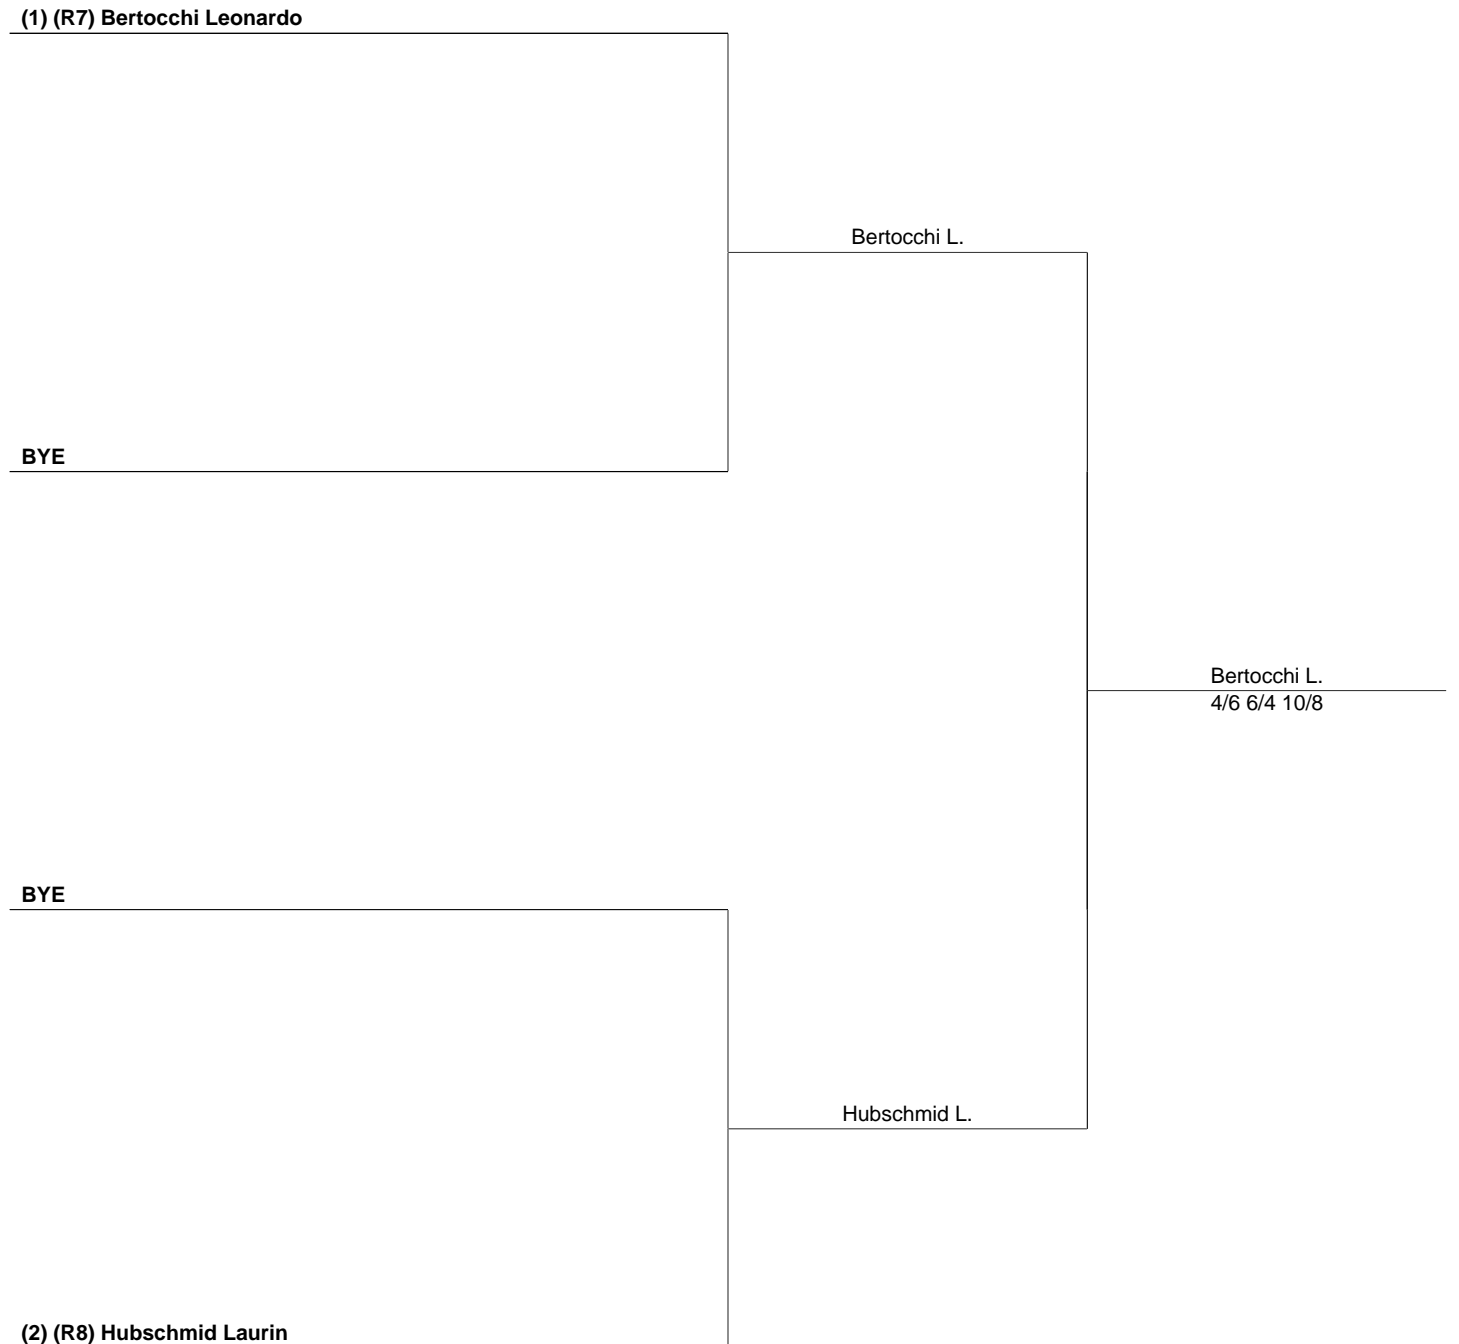 (1) (R7) Bertocchi Leonardo
Bertocchi L.
BYE
Bertocchi L.
4/6 6/4 10/8
BYE
Hubschmid L.
(2) (R8) Hubschmid Laurin